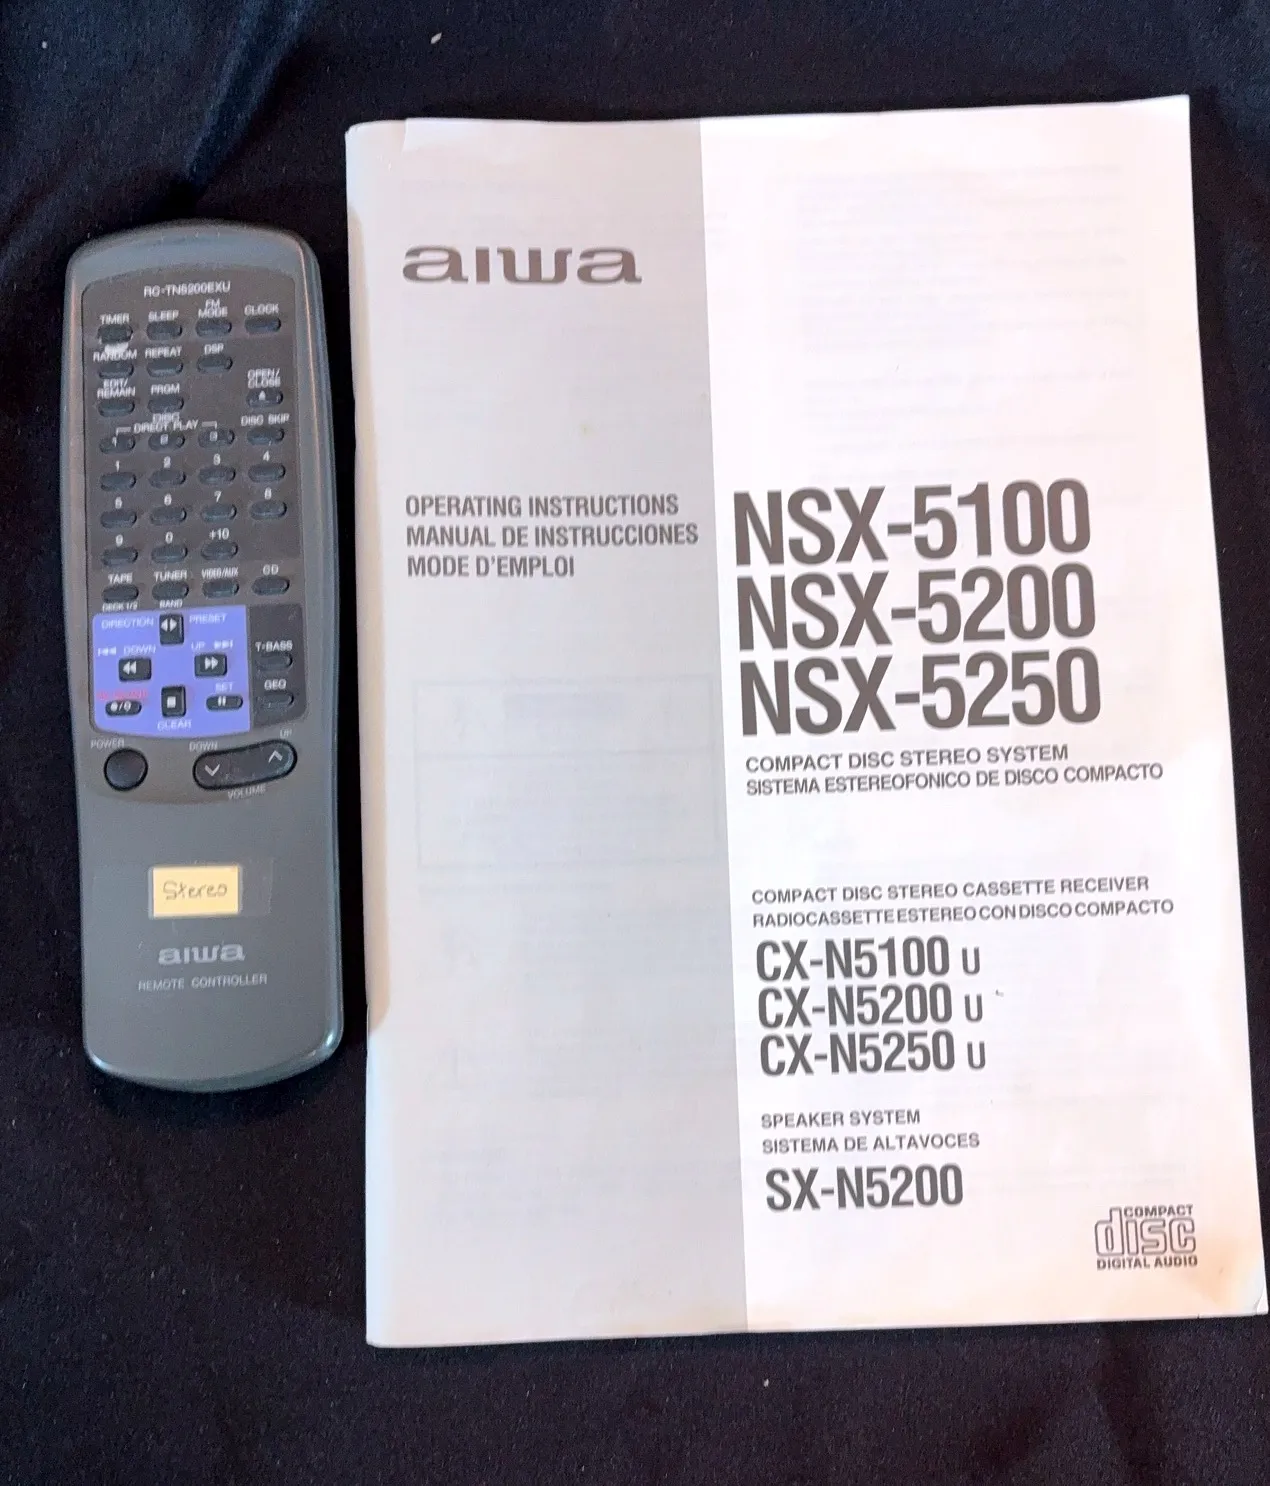 RC-TN5200EXU
TIMER SLEEP FM MODE CLOCK
RANDOM REPEAT DSP
EDIT/ REMAIN PRGM OPEN/ CLOSE
DISC
DIRECT PLAY DISC SKIP
1 2 3
1 2 3 4
5 6 7 8
9 0 +10
TAPE TUNER VIDEO/AUX CD
DECK 1/2 BAND
DIRECTION PRESET
DOWN UP T-BASS
SET GEQ
CLEAR
POWER DOWN UP
VOLUME
Stereo
aiwa
REMOTE CONTROLLER
aiwa
OPERATING INSTRUCTIONS
MANUAL DE INSTRUCCIONES
MODE D'EMPLOI
NSX-5100
NSX-5200
NSX-5250
COMPACT DISC STEREO SYSTEM
SISTEMA ESTEREOFONICO DE DISCO COMPACTO
COMPACT DISC STEREO CASSETTE RECEIVER
RADIOCASSETTE ESTEREO CON DISCO COMPACTO
CX-N5100 U
CX-N5200 U
CX-N5250 U
SPEAKER SYSTEM
SISTEMA DE ALTAVOCES
SX-N5200
COMPACT
disc
DIGITAL AUDIO